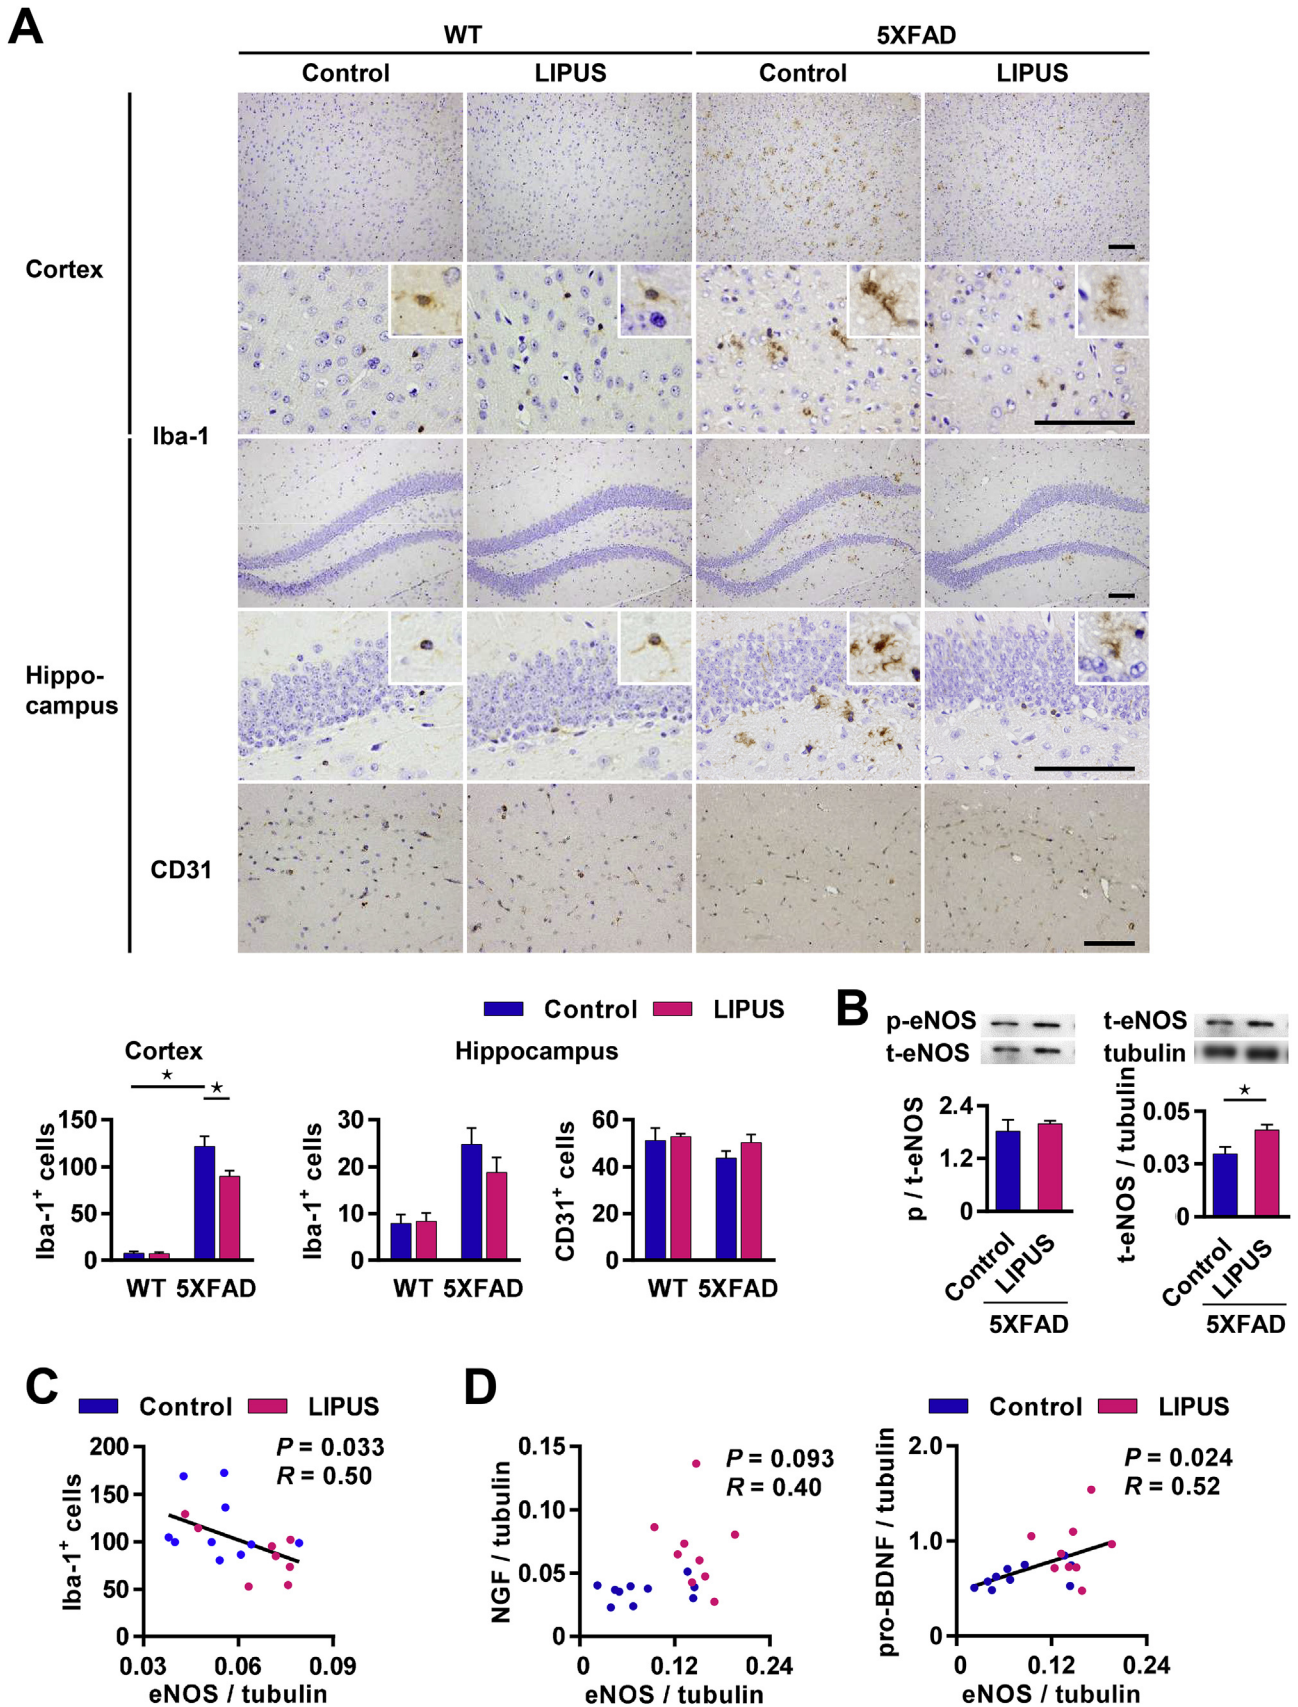 A
WT 5XFAD
Control LIPUS Control LIPUS
Cortex
Iba-1
Hippo-
campus
CD31
Control LIPUS
Cortex
Hippocampus
★ ★
Iba-1+ cells
150
100
50
0
WT 5XFAD
Iba-1+ cells
30
20
10
0
WT 5XFAD
CD31+ cells
60
40
20
0
WT 5XFAD
B
p-eNOS
t-eNOS
p / t-eNOS
2.4
1.2
0
Control
LIPUS
5XFAD
t-eNOS
tubulin
t-eNOS / tubulin
★
0.05
0.03
0
Control
LIPUS
5XFAD
C
Control LIPUS
P = 0.033
R = 0.50
Iba-1+ cells
200
150
100
50
0
0.03 0.06 0.09
eNOS / tubulin
D
Control LIPUS
P = 0.093
R = 0.40
NGF / tubulin
0.15
0.10
0.05
0
0 0.12 0.24
eNOS / tubulin
P = 0.024
R = 0.52
pro-BDNF / tubulin
2.0
1.0
0
0 0.12 0.24
eNOS / tubulin